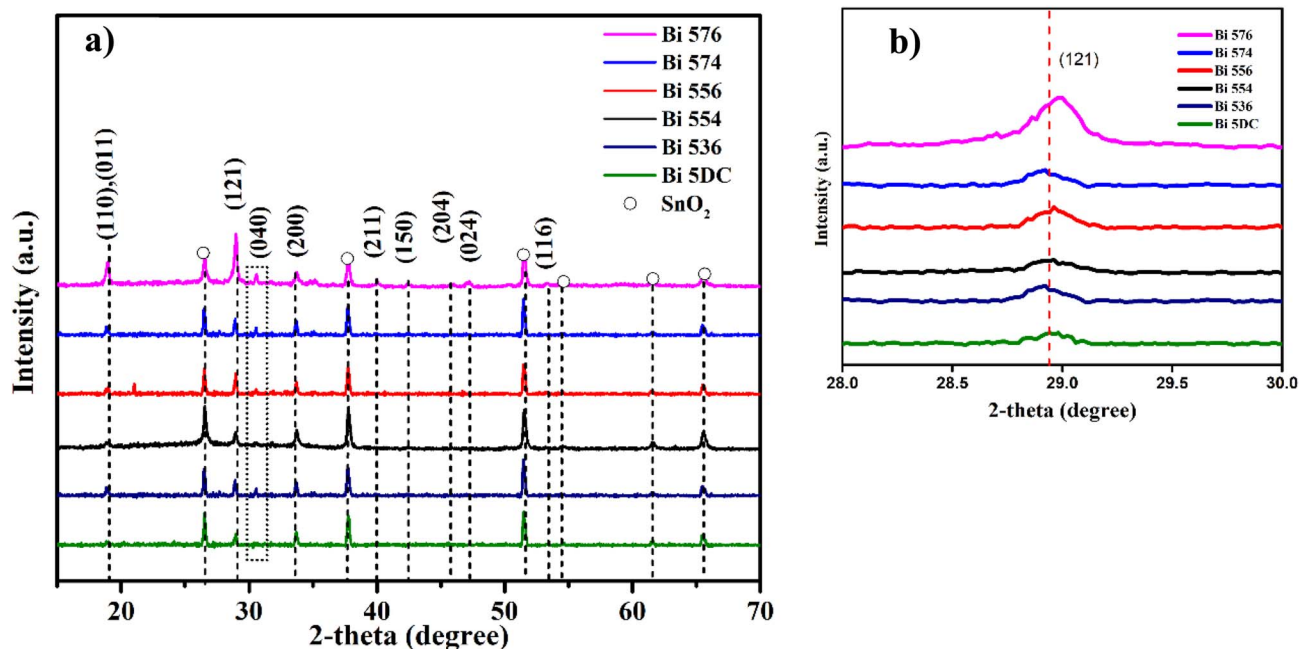 a)
Bi 576
Bi 574
Bi 556
Bi 554
Bi 536
Bi 5DC
SnO₂
(110),(011)
(121)
(040)
(200)
(211)
(150)
(204)
(024)
(116)
Intensity (a.u.)
20 30 40 50 60 70
2-theta (degree)
b)
(121)
Bi 576
Bi 574
Bi 556
Bi 554
Bi 536
Bi 5DC
Intensity (a.u.)
28.0 28.5 29.0 29.5 30.0
2-theta (degree)